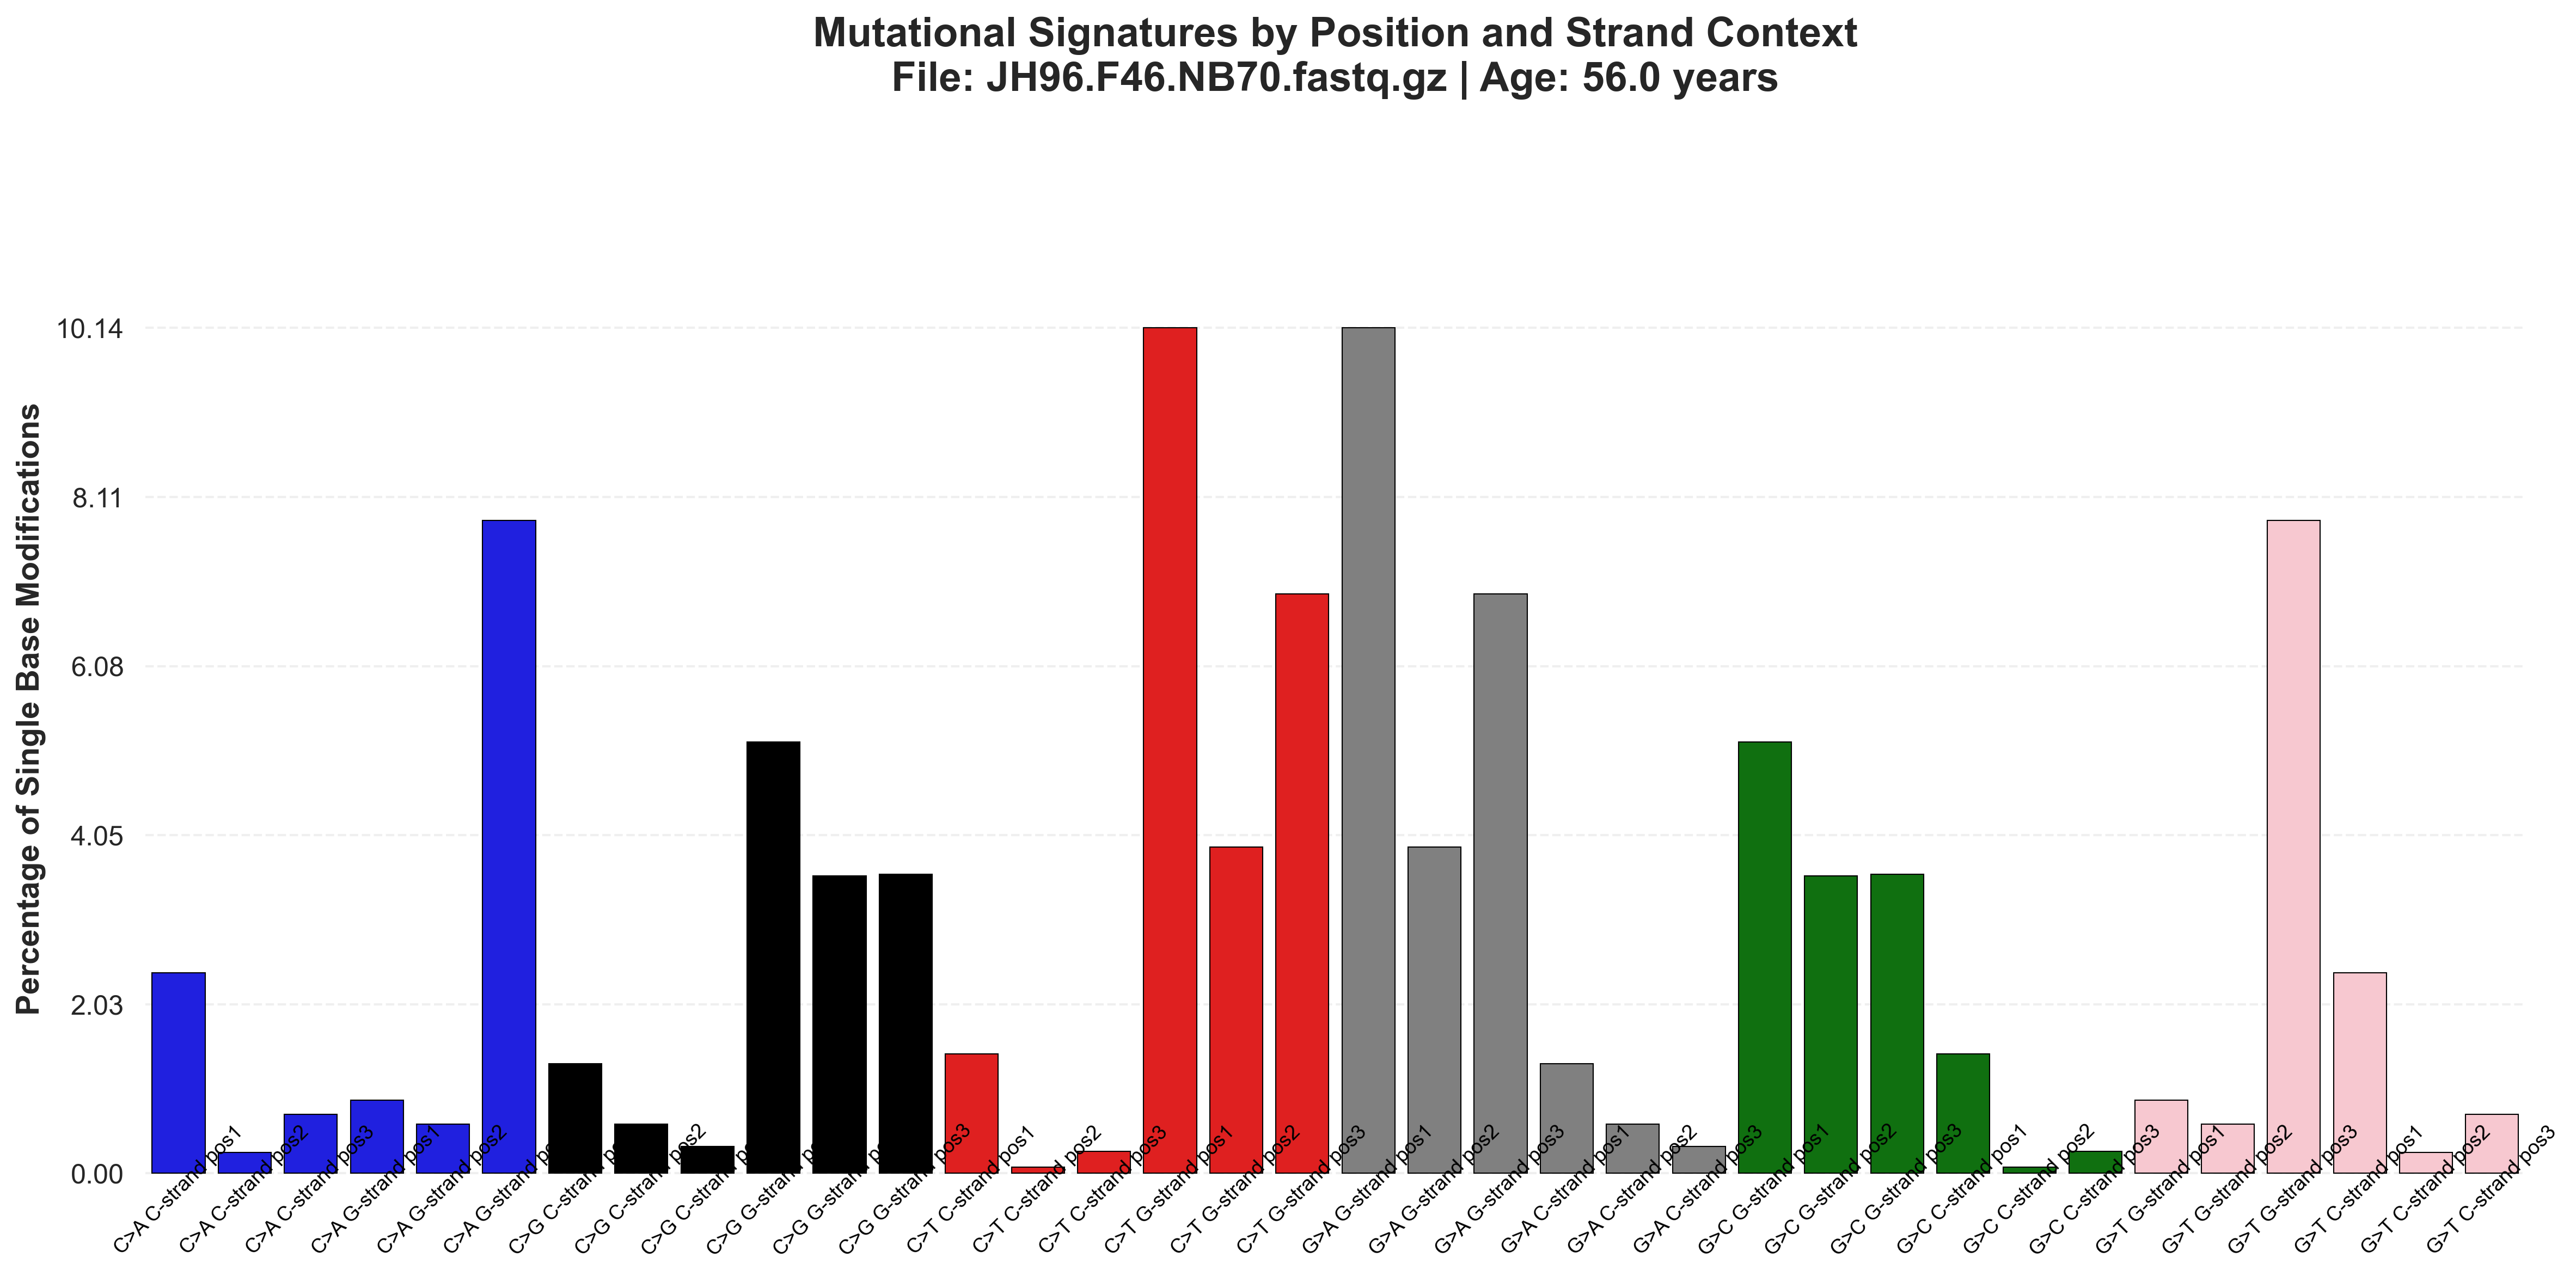 Mutational Signatures by Position and Strand Context
File: JH96.F46.NB70.fastq.gz | Age: 56.0 years
Percentage of Single Base Modifications
10.14
8.11
6.08
4.05
2.03
0.00
C>A C-strand pos1
C>A C-strand pos2
C>A C-strand pos3
C>A G-strand pos1
C>A G-strand pos2
C>A G-strand pos
C>G C-strand p
C>G C-strand pos2
C>G C-strand p
C>G G-strand p
C>G G-strand p
C>G G-strand pos3
C>T C-strand pos1
C>T C-strand pos2
C>T C-strand pos3
C>T G-strand pos1
C>T G-strand pos2
C>T G-strand pos3
G>A G-strand pos1
G>A G-strand pos2
G>A G-strand pos3
G>A C-strand pos1
G>A C-strand pos2
G>A C-strand pos3
G>C G-strand pos1
G>C G-strand pos2
G>C G-strand pos3
G>C C-strand pos1
G>C C-strand pos2
G>C C-strand pos3
G>T G-strand pos1
G>T G-strand pos2
G>T G-strand pos3
G>T C-strand pos1
G>T C-strand pos2
G>T C-strand pos3